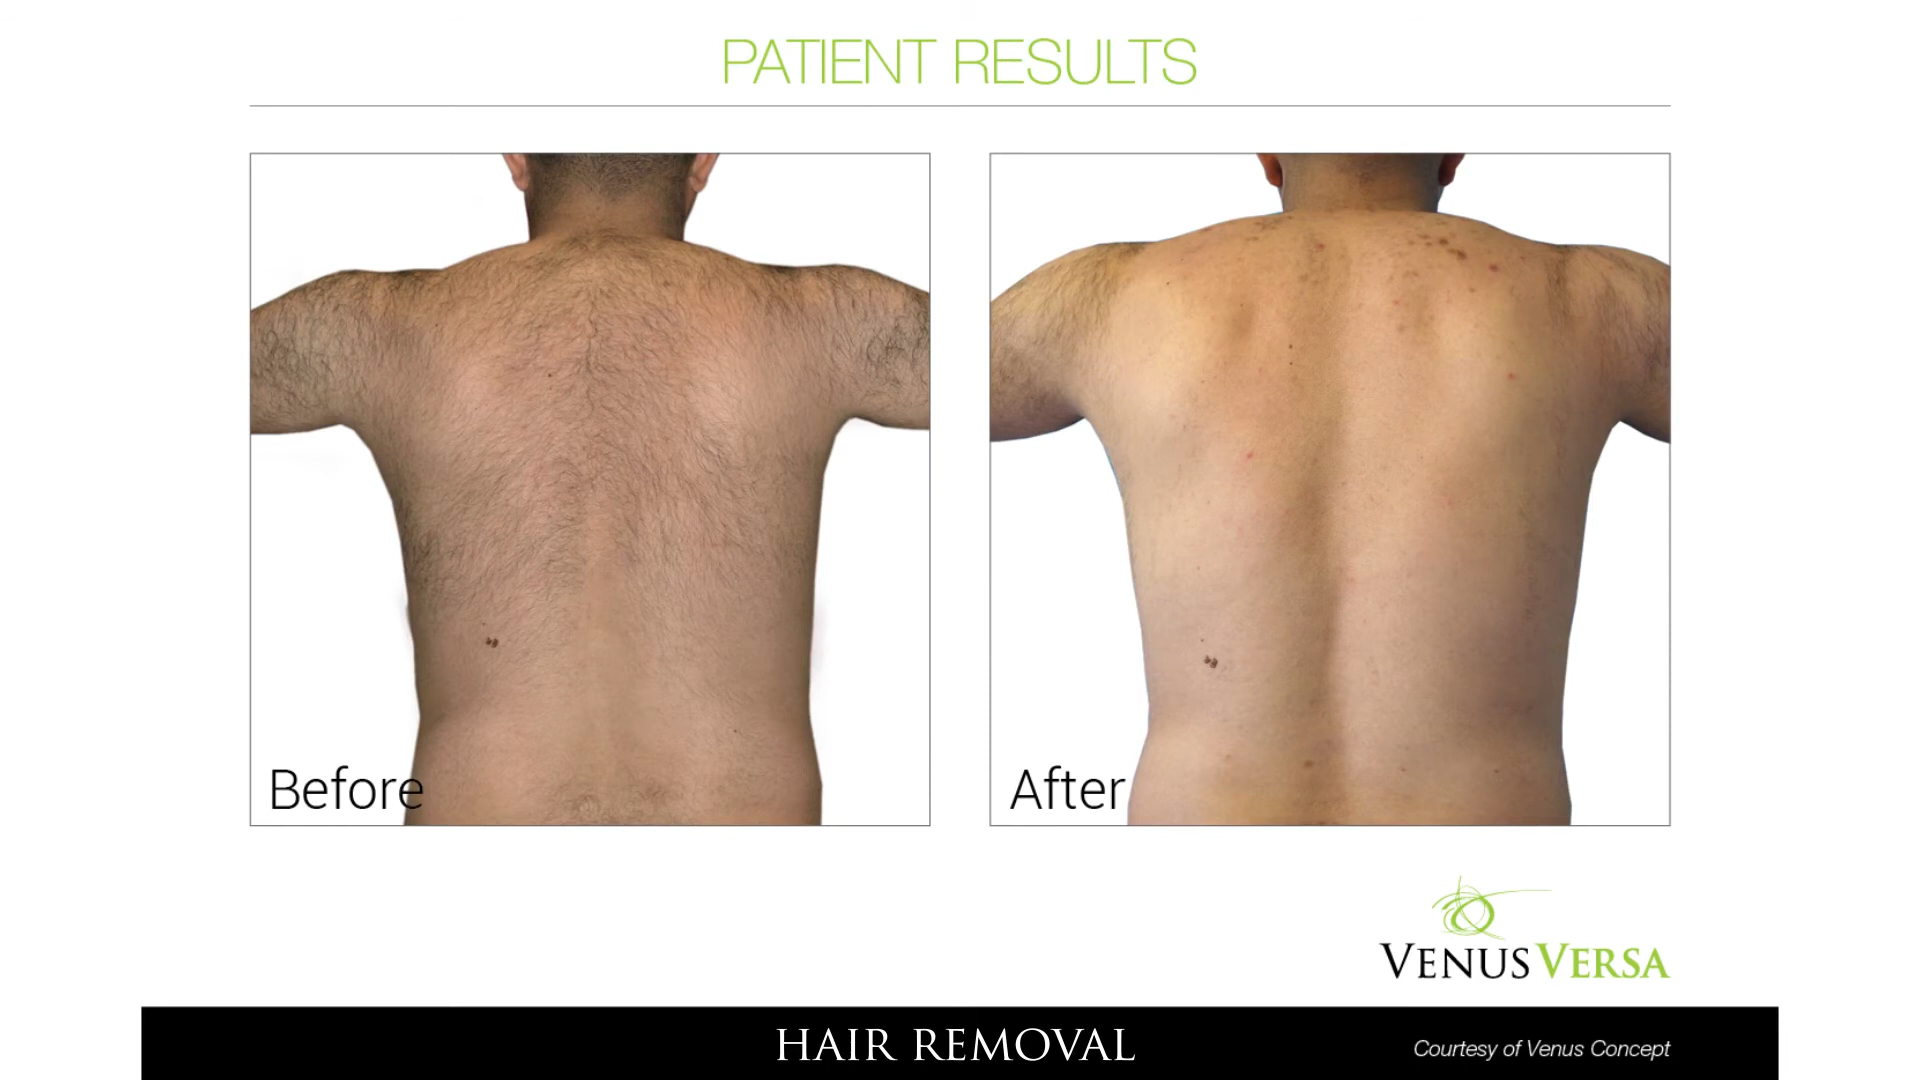 PATIENT RESULTS
Before
After
VENUS VERSA
HAIR REMOVAL
Courtesy of Venus Concept